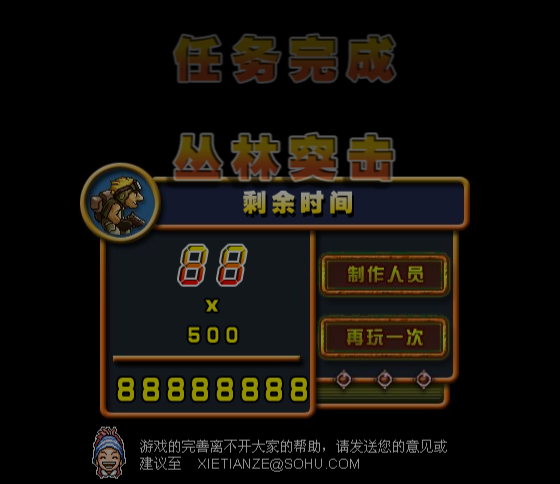 任务完成
丛林突击
剩余时间
88
x
500
88888888
制作人员
再玩一次
游戏的完善离不开大家的帮助，请发送您的意见或
建议至 XIETIANZE@SOHU.COM